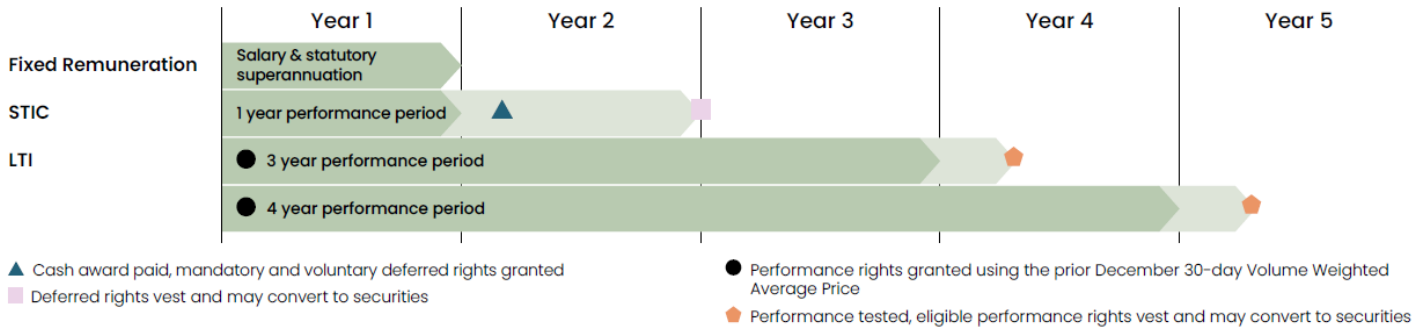 Year 1 Year 2 Year 3 Year 4 Year 5
Fixed Remuneration
Salary & statutory
superannuation
STIC
1 year performance period
LTI
3 year performance period
4 year performance period
Cash award paid, mandatory and voluntary deferred rights granted
Deferred rights vest and may convert to securities
Performance rights granted using the prior December 30-day Volume Weighted
Average Price
Performance tested, eligible performance rights vest and may convert to securities